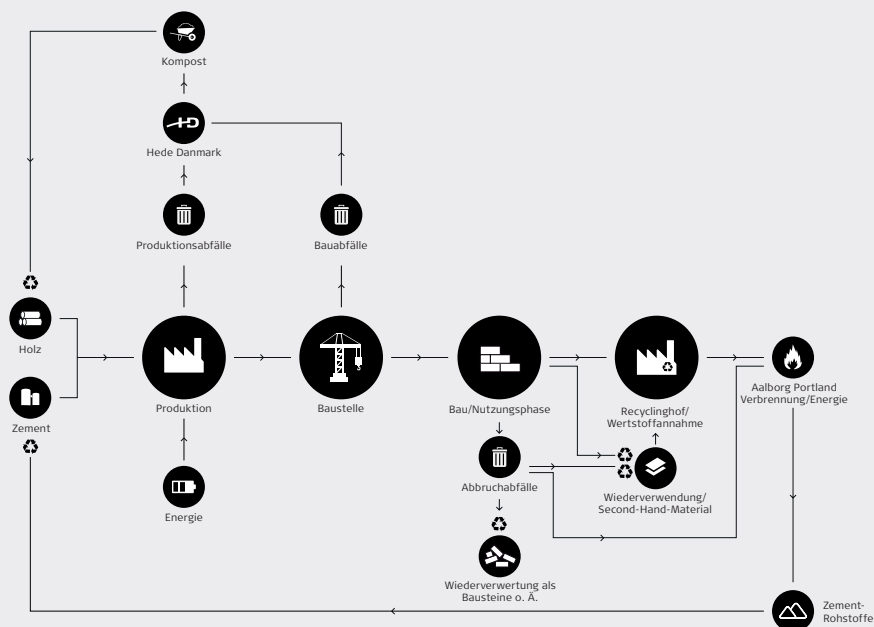 Kompost
HD
Hede Danmark
Produktionsabfälle
Bauabfälle
Holz
Zement
Produktion
Baustelle
Bau/Nutzungsphase
Recyclinghof/
Wertstoffannahme
Aalborg Portland
Verbrennung/Energie
Energie
Abbruchabfälle
Wiederverwendung/
Second-Hand-Material
Wiederverwertung als
Bausteine o. Ä.
Zement-
Rohstoffe